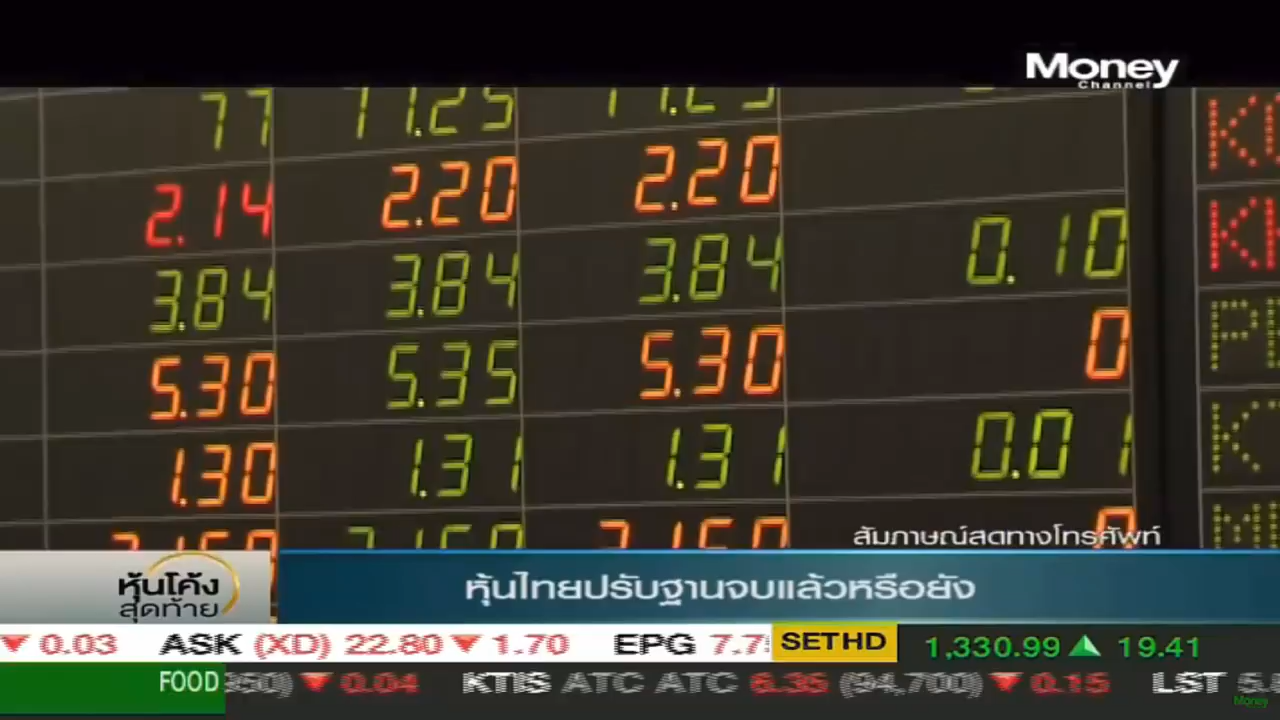 Money
Channel
77 11.25
2.14 2.20 2.20
3.84 3.84 3.84 0.10
5.30 5.35 5.30 0
1.30 1.31 1.31 0.01
สัมภาษณ์สดทางโทรศัพท์
หุ้นโค้ง
สุดท้าย
หุ้นไทยปรับฐานจบแล้วหรือยัง
▼ 0.03 ASK (XD) 22.80 ▼ 1.70 EPG 7.7 SETHD 1,330.99 ▲ 19.41
FOOD 350) ▼ 0.04 KTIS ATC ATC 6.35 (94,700) ▼ 0.15 LST
Money